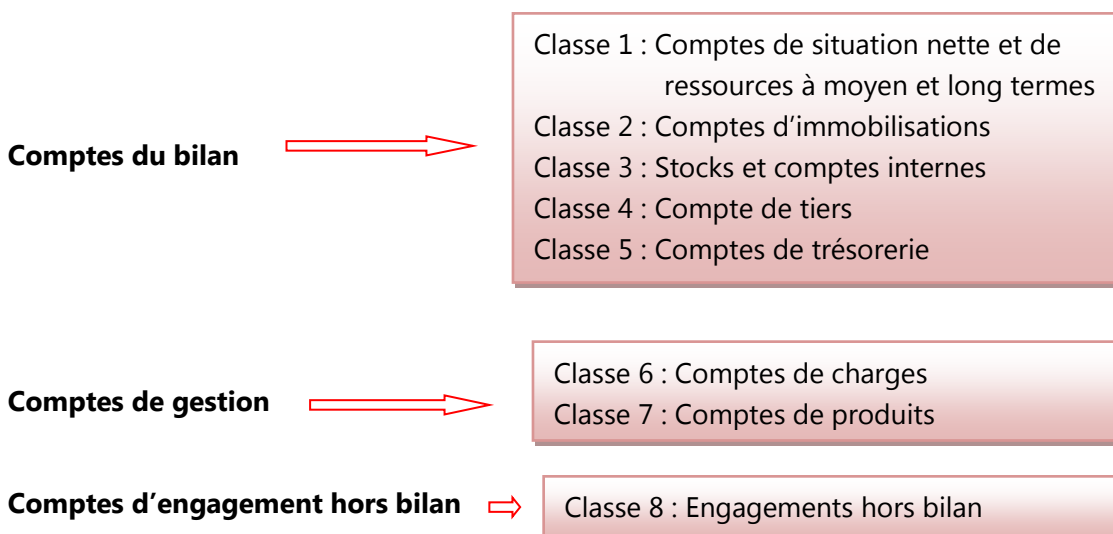 Comptes du bilan
Classe 1 : Comptes de situation nette et de
ressources à moyen et long termes
Classe 2 : Comptes d’immobilisations
Classe 3 : Stocks et comptes internes
Classe 4 : Compte de tiers
Classe 5 : Comptes de trésorerie
Comptes de gestion
Classe 6 : Comptes de charges
Classe 7 : Comptes de produits
Comptes d’engagement hors bilan
Classe 8 : Engagements hors bilan